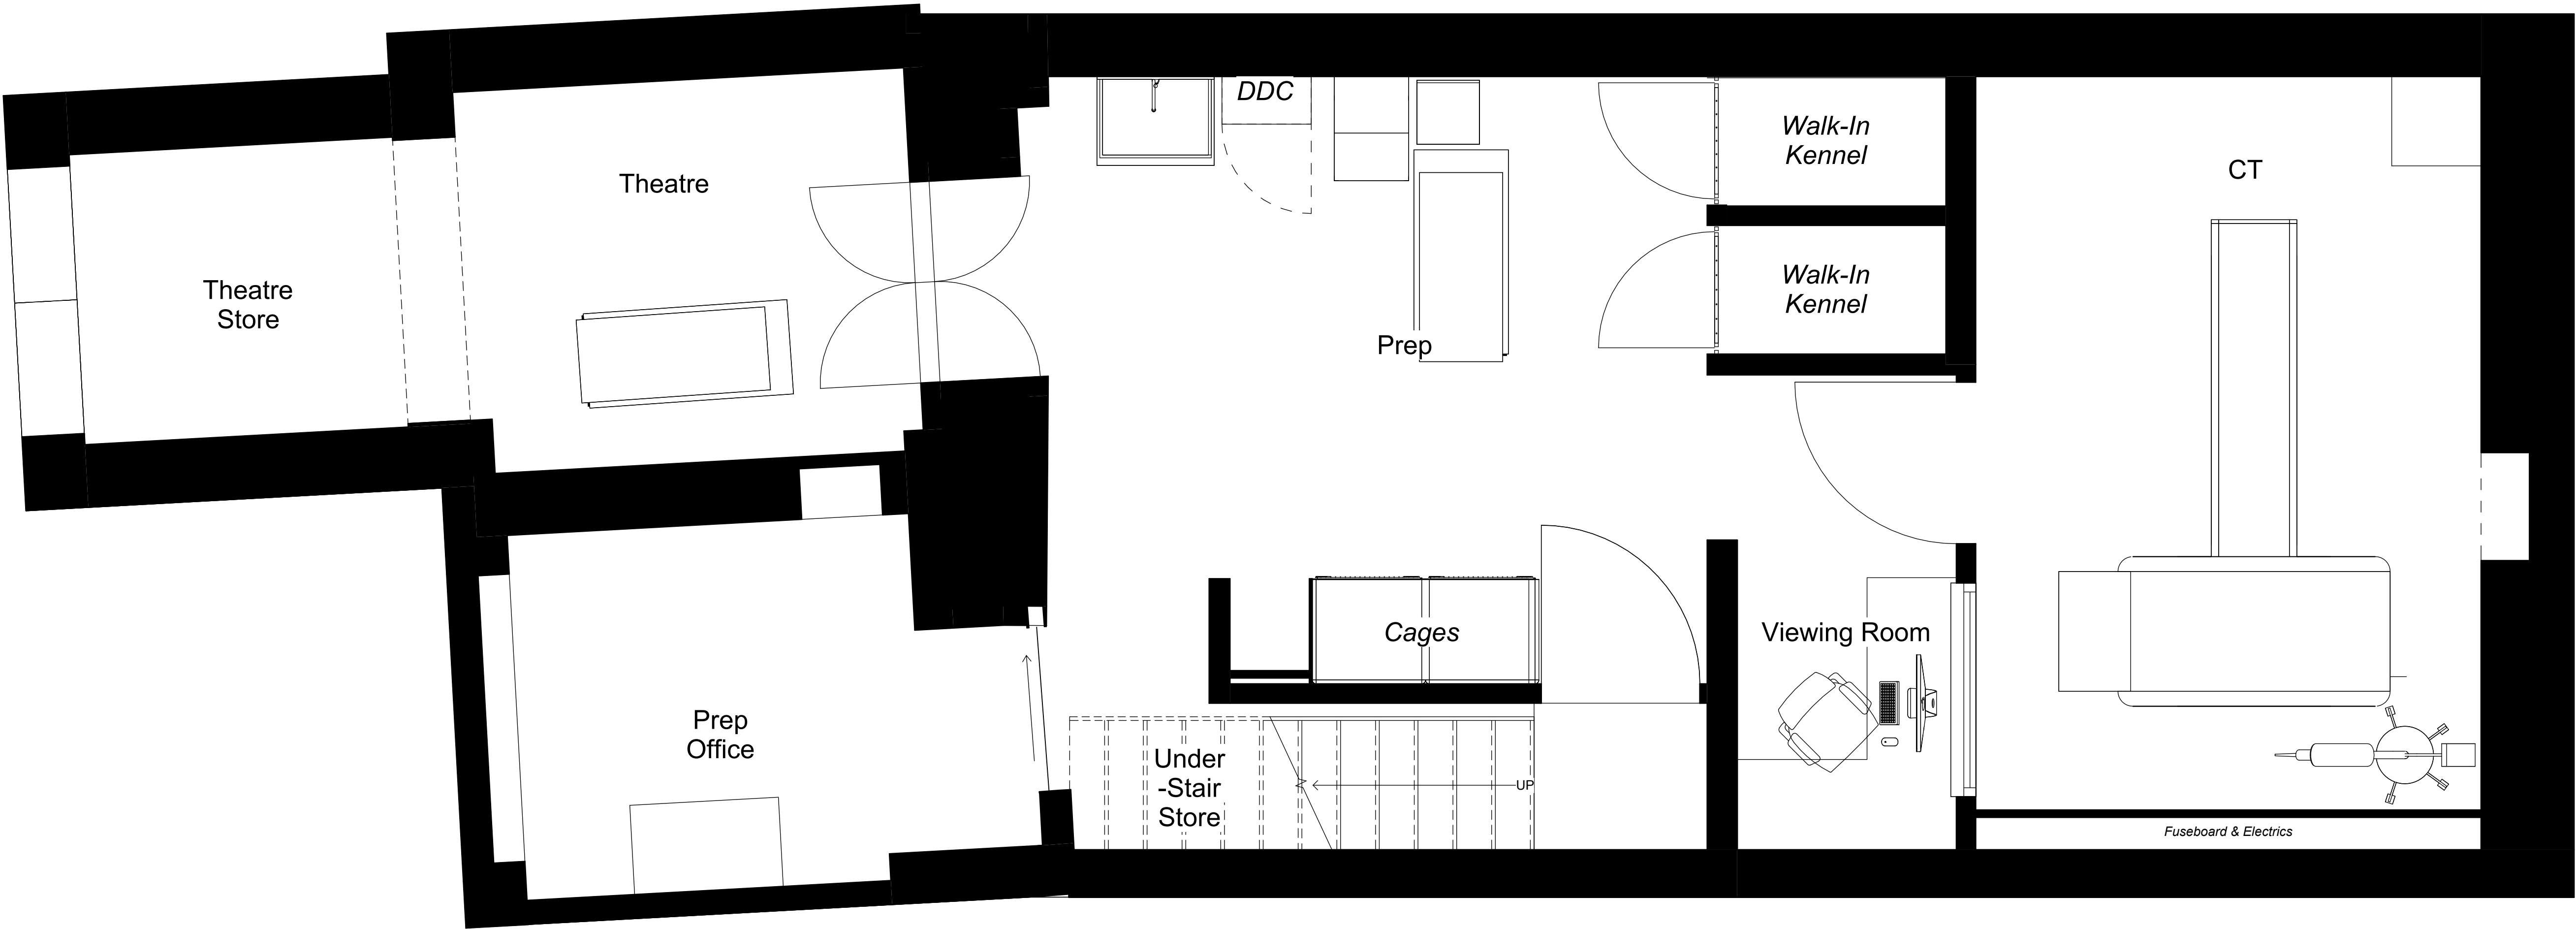 DDC
Walk-In
Kennel
CT
Theatre
Theatre
Store
Walk-In
Kennel
Prep
Cages
Viewing Room
Prep
Office
Under
-Stair
Store
UP
Fuseboard & Electrics